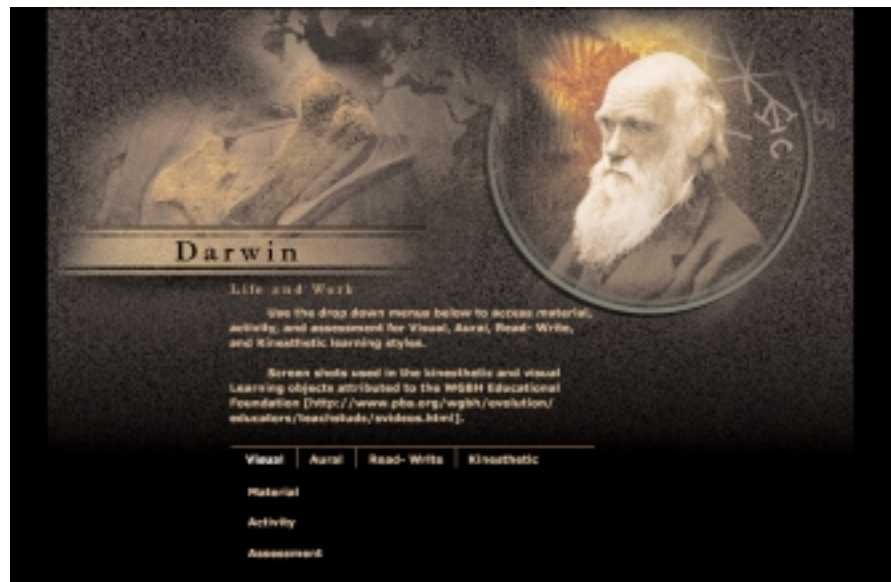 Darwin
Life and Work
Use the drop down menus below to access material,
activity, and assessment for Visual, Aural, Read- Write,
and Kinesthetic learning styles.
Screen shots used in the kinesthetic and visual
Learning objects attributed to the WGBH Educational
Foundation [http://www.pbs.org/wgbh/evolution/
educators/teachstuds/svideos.html].
Visual Aural Read- Write Kinesthetic
Material
Activity
Assessment